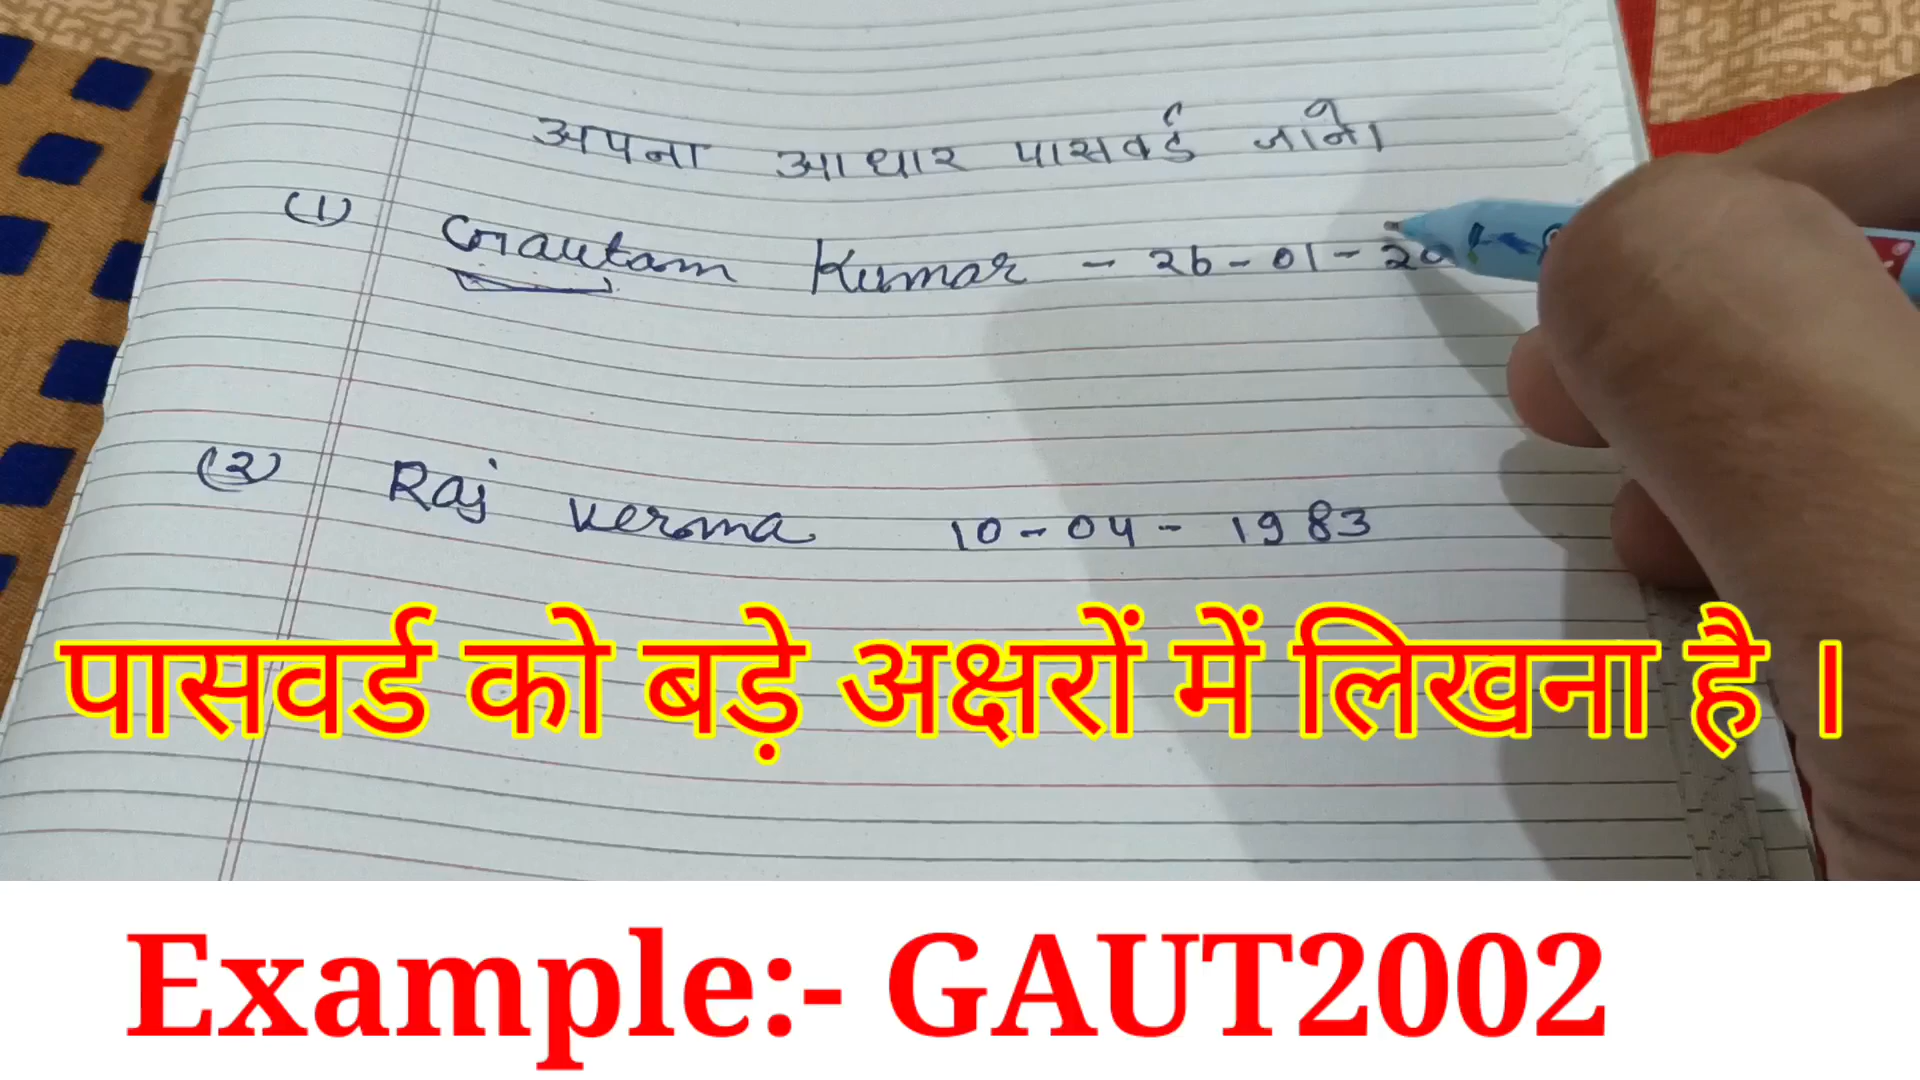 अपना आधार पासवर्ड जाने।
(1) Gautam Kumar - 26-01-20
(2) Raj Verma 10-04-1983
पासवर्ड को बड़े अक्षरों में लिखना है ।
Example:- GAUT2002